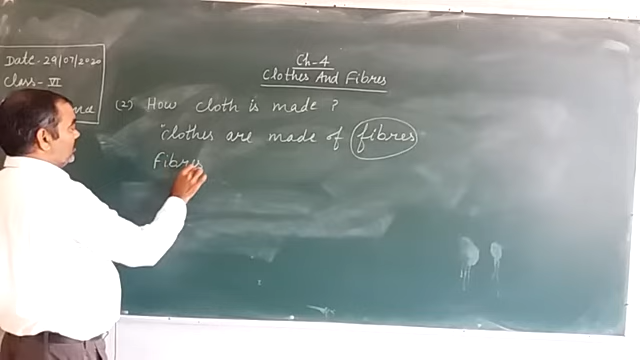 Date. 29/07/2020
Class- VI
Ch-4
Clothes And Fibres
(2) How cloth is made ?
Clothes are made of fibres
Fibres